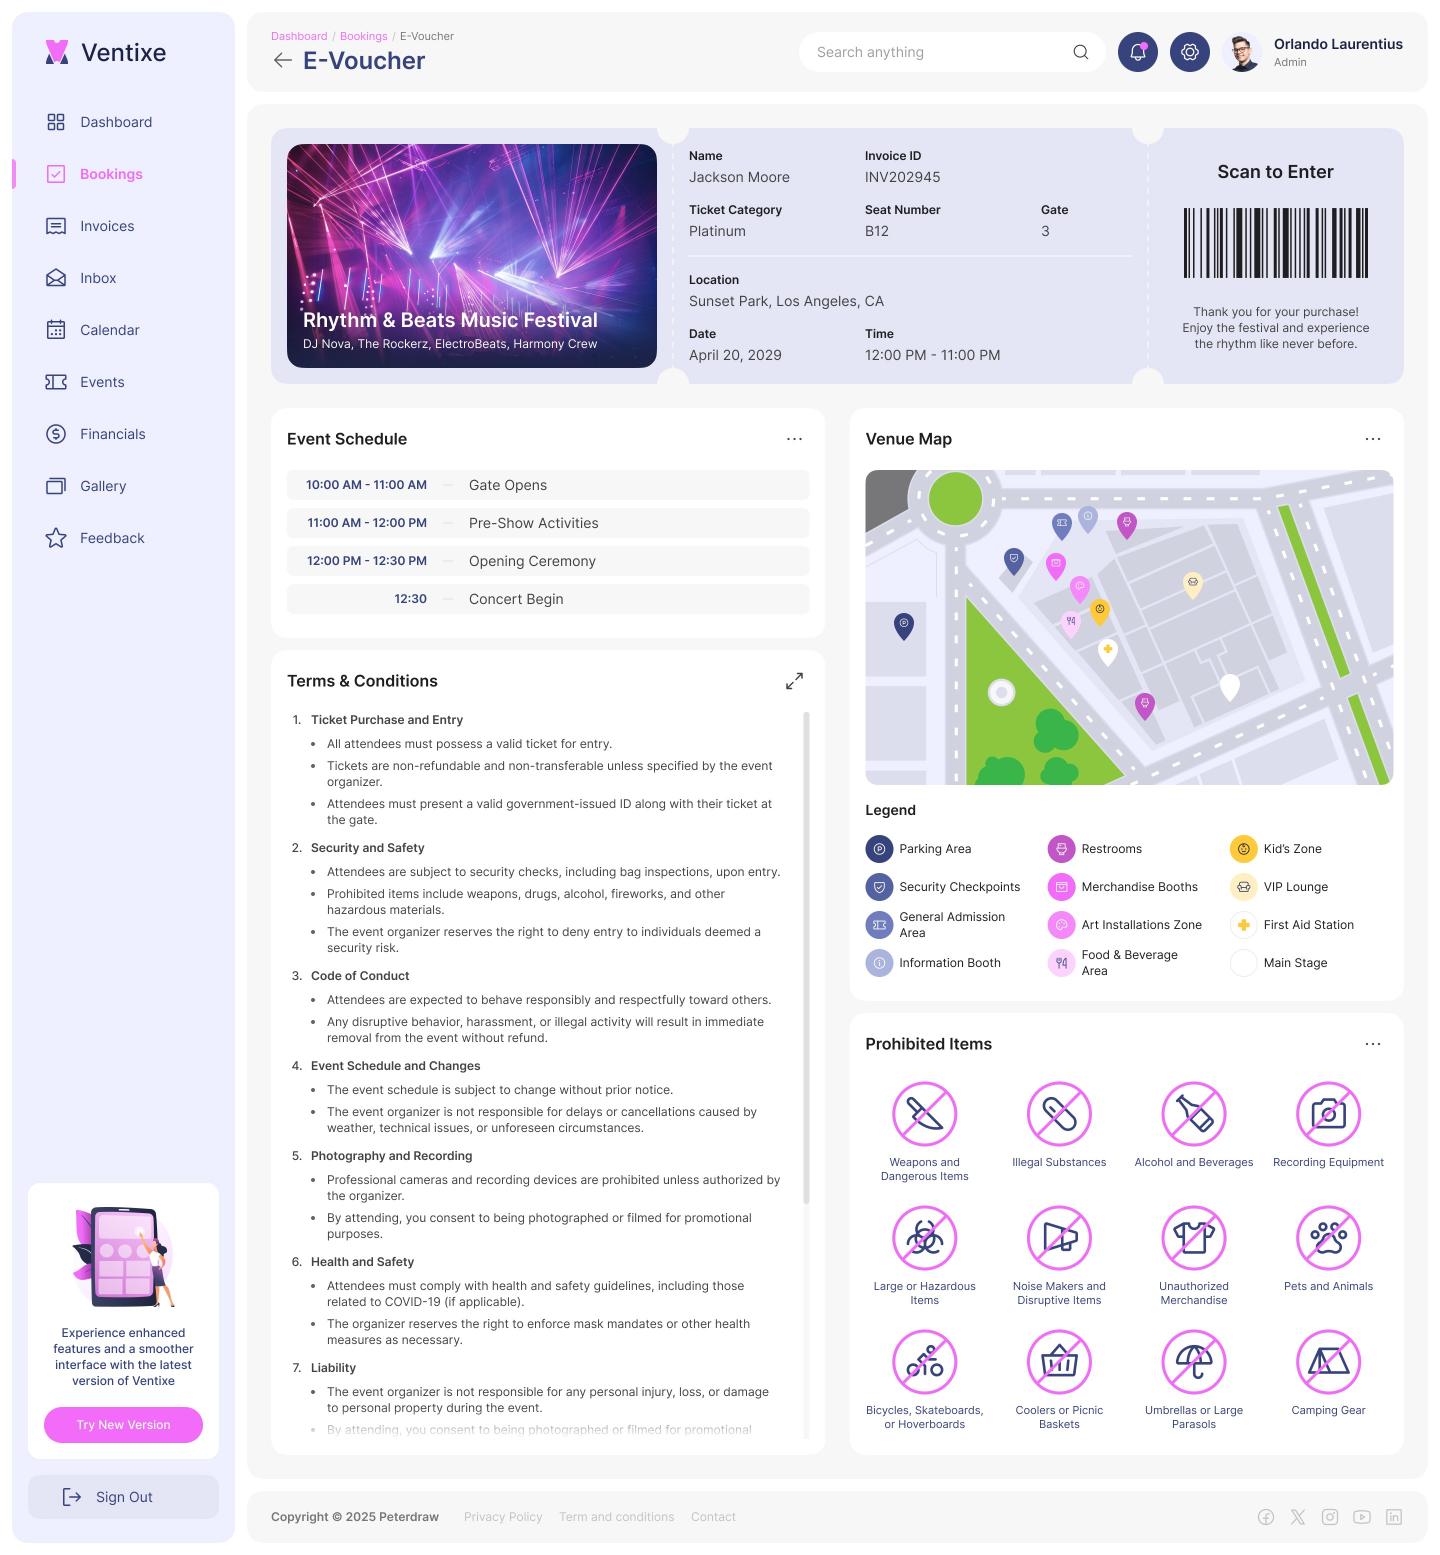 Ventixe
Dashboard
Bookings
Invoices
Inbox
Calendar
Events
Financials
Gallery
Feedback
Experience enhanced
features and a smoother
interface with the latest
version of Ventixe
Try New Version
Sign Out
Dashboard / Bookings / E-Voucher
E-Voucher
Search anything
Orlando Laurentius
Admin
Rhythm & Beats Music Festival
DJ Nova, The Rockerz, ElectroBeats, Harmony Crew
Name Invoice ID
Jackson Moore INV202945
Ticket Category Seat Number Gate
Platinum B12 3
Location
Sunset Park, Los Angeles, CA
Date Time
April 20, 2029 12:00 PM - 11:00 PM
Scan to Enter
Thank you for your purchase!
Enjoy the festival and experience
the rhythm like never before.
Event Schedule
10:00 AM - 11:00 AM — Gate Opens
11:00 AM - 12:00 PM — Pre-Show Activities
12:00 PM - 12:30 PM — Opening Ceremony
12:30 — Concert Begin
Terms & Conditions
1. Ticket Purchase and Entry
• All attendees must possess a valid ticket for entry.
• Tickets are non-refundable and non-transferable unless specified by the event
organizer.
• Attendees must present a valid government-issued ID along with their ticket at
the gate.
2. Security and Safety
• Attendees are subject to security checks, including bag inspections, upon entry.
• Prohibited items include weapons, drugs, alcohol, fireworks, and other
hazardous materials.
• The event organizer reserves the right to deny entry to individuals deemed a
security risk.
3. Code of Conduct
• Attendees are expected to behave responsibly and respectfully toward others.
• Any disruptive behavior, harassment, or illegal activity will result in immediate
removal from the event without refund.
4. Event Schedule and Changes
• The event schedule is subject to change without prior notice.
• The event organizer is not responsible for delays or cancellations caused by
weather, technical issues, or unforeseen circumstances.
5. Photography and Recording
• Professional cameras and recording devices are prohibited unless authorized by
the organizer.
• By attending, you consent to being photographed or filmed for promotional
purposes.
6. Health and Safety
• Attendees must comply with health and safety guidelines, including those
related to COVID-19 (if applicable).
• The organizer reserves the right to enforce mask mandates or other health
measures as necessary.
7. Liability
• The event organizer is not responsible for any personal injury, loss, or damage
to personal property during the event.
• By attending, you consent to being photographed or filmed for promotional
Venue Map
Legend
Parking Area
Security Checkpoints
General Admission
Area
Information Booth
Restrooms
Merchandise Booths
Art Installations Zone
Food & Beverage
Area
Kid's Zone
VIP Lounge
First Aid Station
Main Stage
Prohibited Items
Weapons and
Dangerous Items
Illegal Substances
Alcohol and Beverages
Recording Equipment
Large or Hazardous
Items
Noise Makers and
Disruptive Items
Unauthorized
Merchandise
Pets and Animals
Bicycles, Skateboards,
or Hoverboards
Coolers or Picnic
Baskets
Umbrellas or Large
Parasols
Camping Gear
Copyright © 2025 Peterdraw
Privacy Policy
Term and conditions
Contact